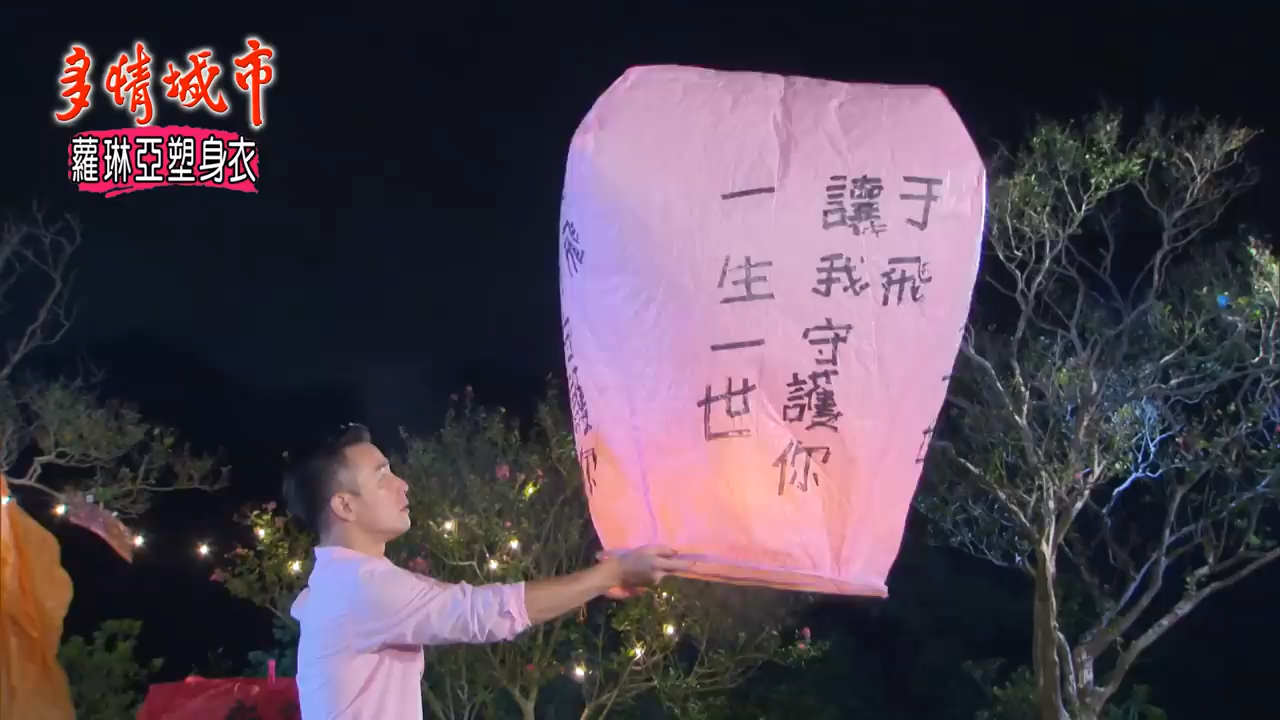 多情城市
蘿琳亞塑身衣
于飛
讓我守護你
一生一世